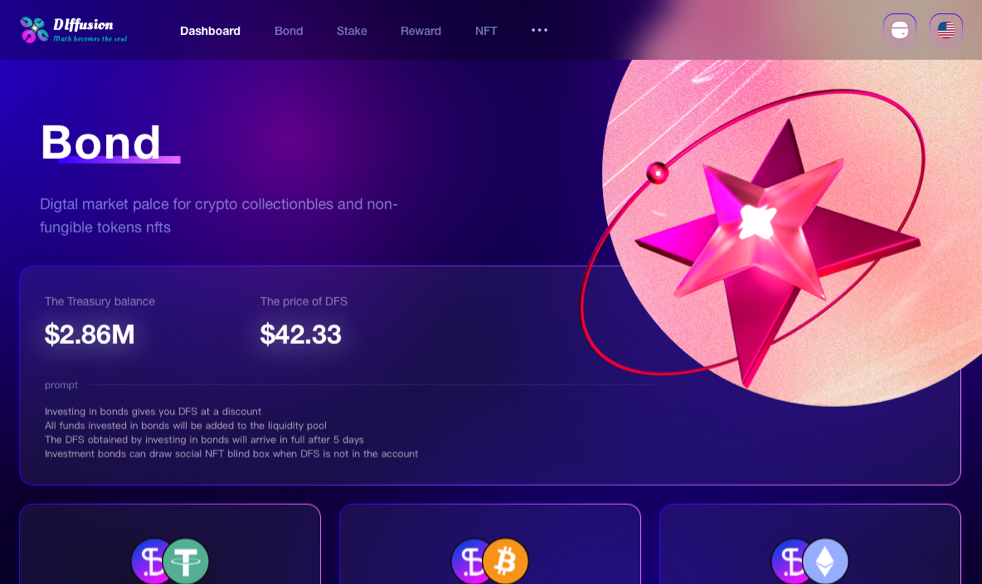 DIffusion
Math becomes the soul
Dashboard
Bond
Stake
Reward
NFT
Bond
Digtal market palce for crypto collectionbles and non-
fungible tokens nfts
The Treasury balance
The price of DFS
$2.86M
$42.33
prompt
Investing in bonds gives you DFS at a discount
All funds invested in bonds will be added to the liquidity pool
The DFS obtained by investing in bonds will arrive in full after 5 days
Investment bonds can draw social NFT blind box when DFS is not in the account